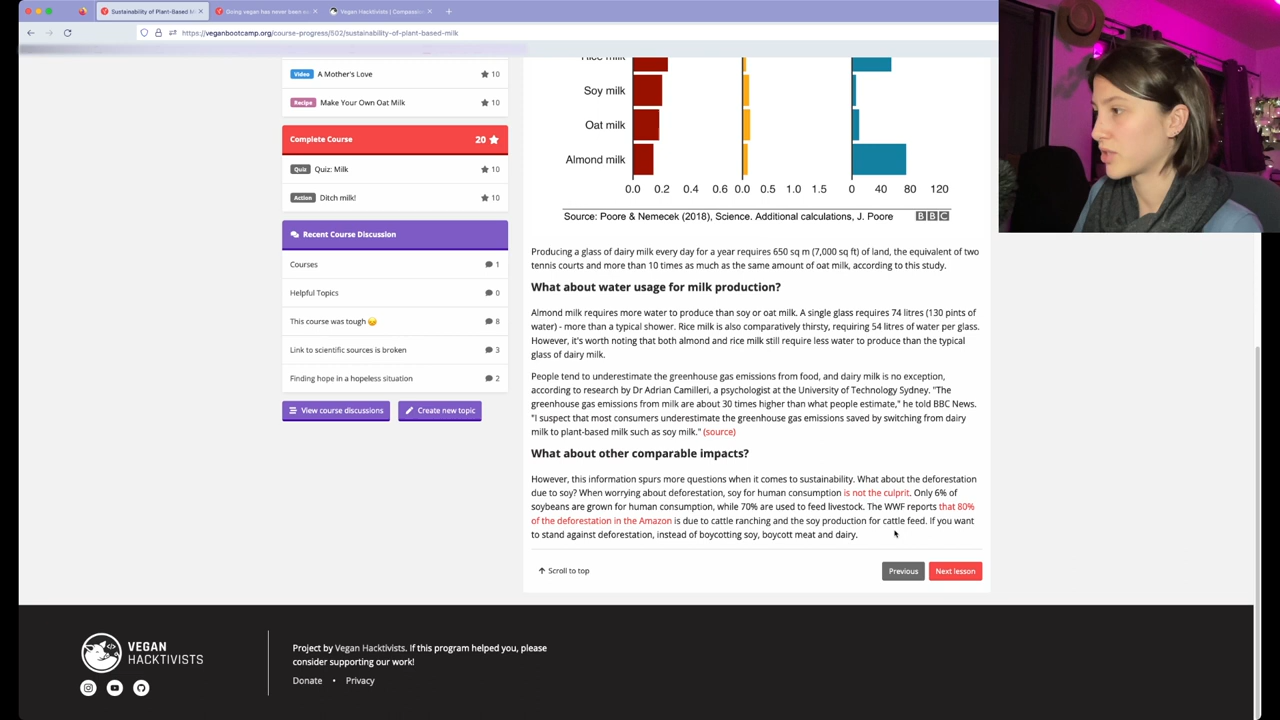 Sustainability of Plant-Based M
Going vegan has never been e
Vegan Hacktivists | Compassion
https://veganbootcamp.org/course-progress/502/sustainability-of-plant-based-milk
Video A Mother's Love 10
Recipe Make Your Own Oat Milk 10
Complete Course 20
Quiz Quiz: Milk 10
Action Ditch milk! 10
Recent Course Discussion
Courses 1
Helpful Topics 0
This course was tough 😔 8
Link to scientific sources is broken 3
Finding hope in a hopeless situation 2
View course discussions Create new topic
Rice milk
Soy milk
Oat milk
Almond milk
0.0 0.2 0.4 0.6 0.0 0.5 1.0 1.5 0 40 80 120
Source: Poore & Nemecek (2018), Science. Additional calculations, J. Poore BBC
Producing a glass of dairy milk every day for a year requires 650 sq m (7,000 sq ft) of land, the equivalent of two
tennis courts and more than 10 times as much as the same amount of oat milk, according to this study.
What about water usage for milk production?
Almond milk requires more water to produce than soy or oat milk. A single glass requires 74 litres (130 pints of
water) - more than a typical shower. Rice milk is also comparatively thirsty, requiring 54 litres of water per glass.
However, it's worth noting that both almond and rice milk still require less water to produce than the typical
glass of dairy milk.
People tend to underestimate the greenhouse gas emissions from food, and dairy milk is no exception,
according to research by Dr Adrian Camilleri, a psychologist at the University of Technology Sydney. "The
greenhouse gas emissions from milk are about 30 times higher than what people estimate," he told BBC News.
"I suspect that most consumers underestimate the greenhouse gas emissions saved by switching from dairy
milk to plant-based milk such as soy milk." (source)
What about other comparable impacts?
However, this information spurs more questions when it comes to sustainability. What about the deforestation
due to soy? When worrying about deforestation, soy for human consumption is not the culprit. Only 6% of
soybeans are grown for human consumption, while 70% are used to feed livestock. The WWF reports that 80%
of the deforestation in the Amazon is due to cattle ranching and the soy production for cattle feed. If you want
to stand against deforestation, instead of boycotting soy, boycott meat and dairy.
Scroll to top Previous Next lesson
VEGAN
HACKTIVISTS
Project by Vegan Hacktivists. If this program helped you, please
consider supporting our work!
Donate • Privacy